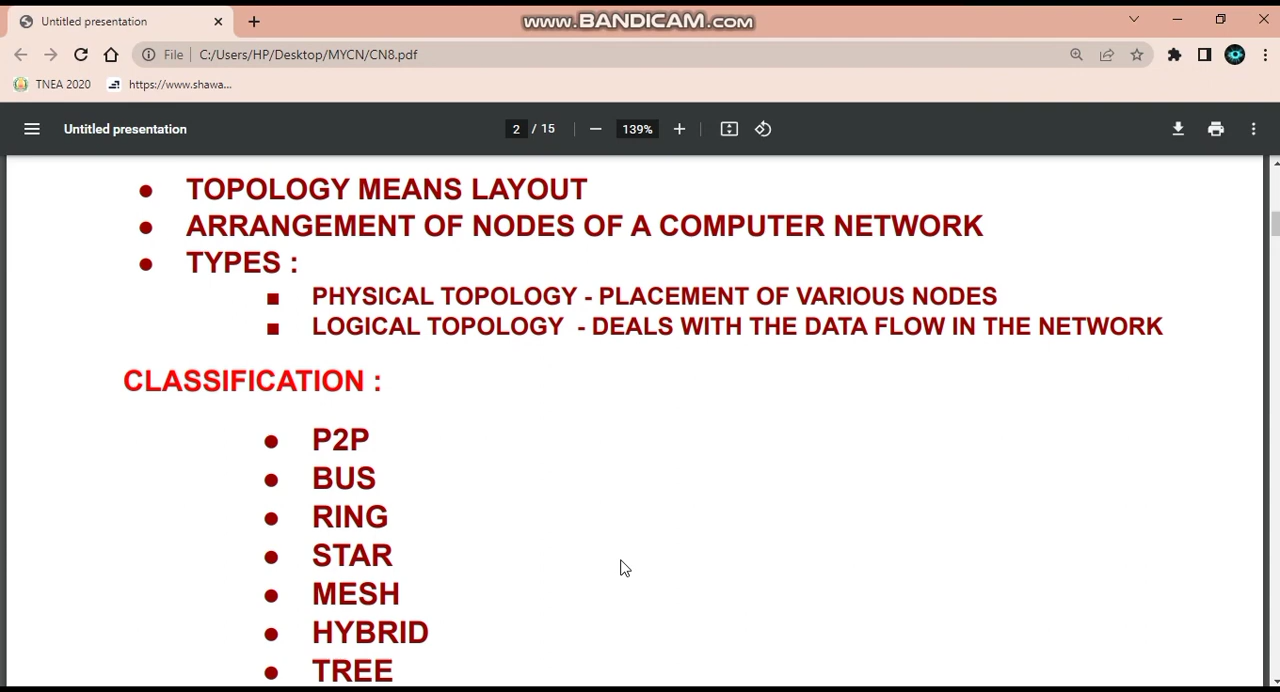 Untitled presentation
www.BANDICAM.com
File C:/Users/HP/Desktop/MYCN/CN8.pdf
TNEA 2020 https://www.shawa...
Untitled presentation 2 / 15 139%
TOPOLOGY MEANS LAYOUT
ARRANGEMENT OF NODES OF A COMPUTER NETWORK
TYPES :
PHYSICAL TOPOLOGY - PLACEMENT OF VARIOUS NODES
LOGICAL TOPOLOGY - DEALS WITH THE DATA FLOW IN THE NETWORK
CLASSIFICATION :
P2P
BUS
RING
STAR
MESH
HYBRID
TREE